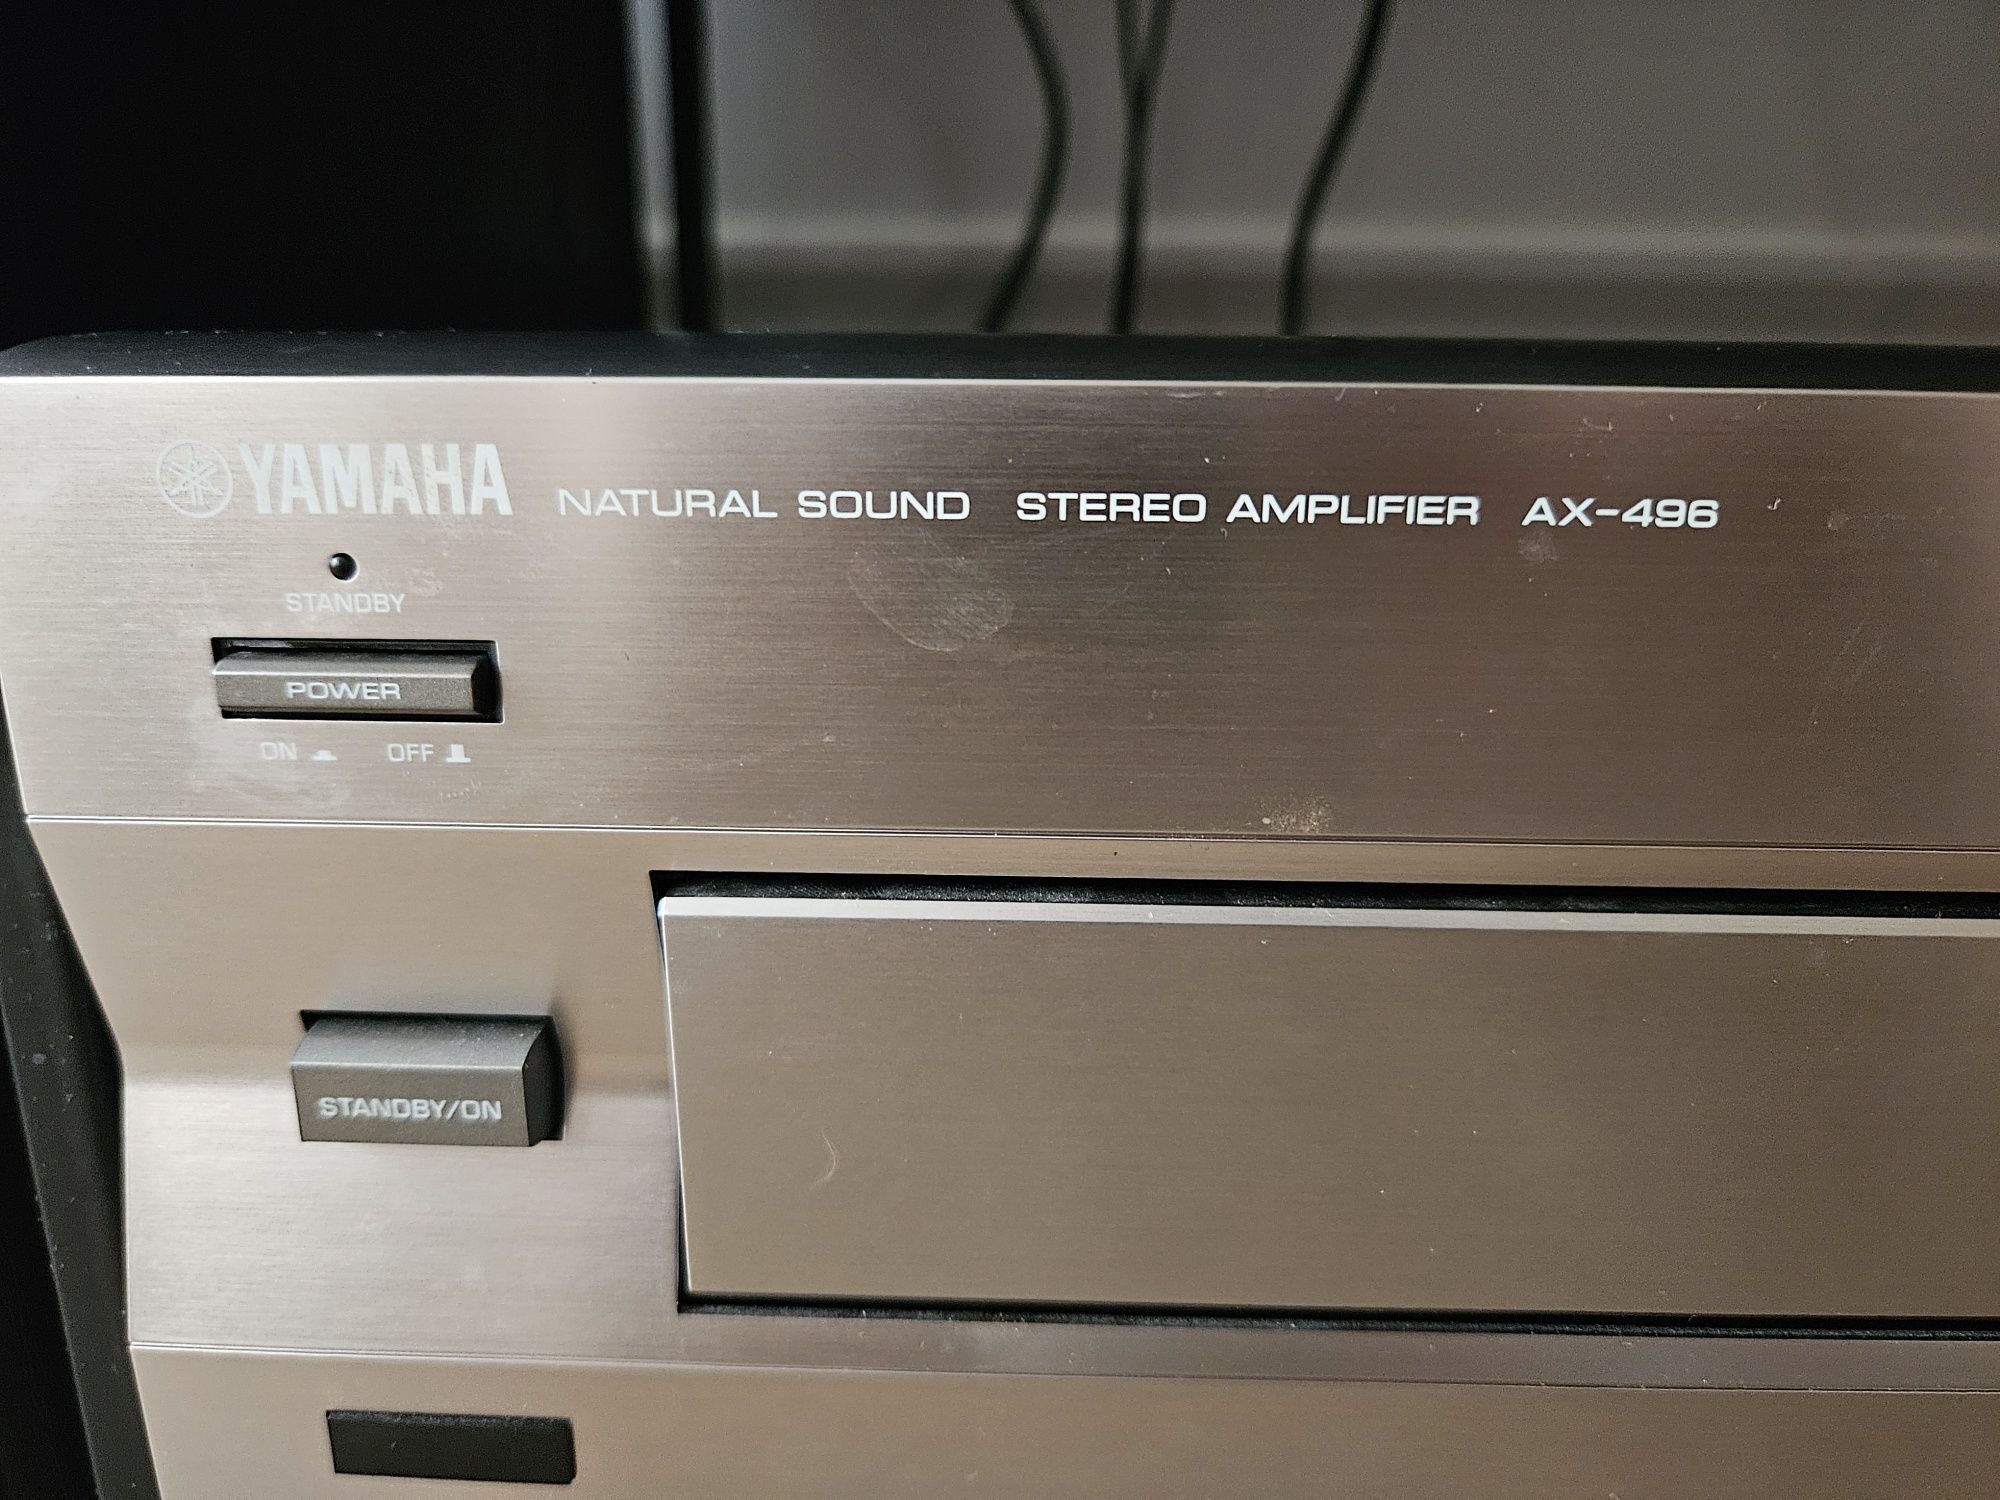 YAMAHA NATURAL SOUND STEREO AMPLIFIER AX-496
STANDBY
POWER
ON OFF
STANDBY/ON